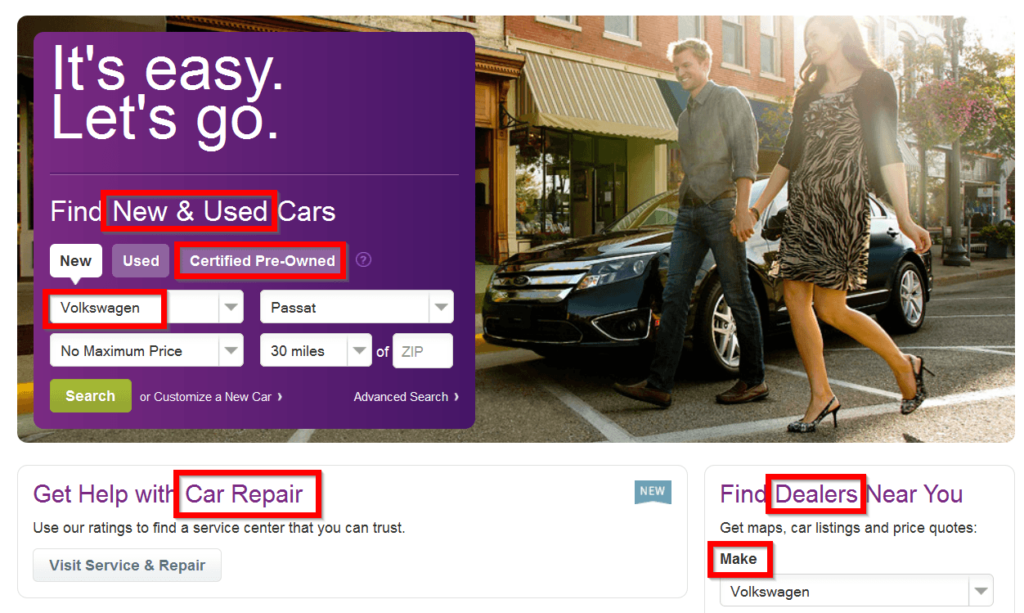 It's easy.
Let's go.
Find New & Used Cars
New Used Certified Pre-Owned ?
Volkswagen Passat
No Maximum Price 30 miles of ZIP
Search or Customize a New Car › Advanced Search ›
Get Help with Car Repair NEW
Use our ratings to find a service center that you can trust.
Visit Service & Repair
Find Dealers Near You
Get maps, car listings and price quotes:
Make
Volkswagen